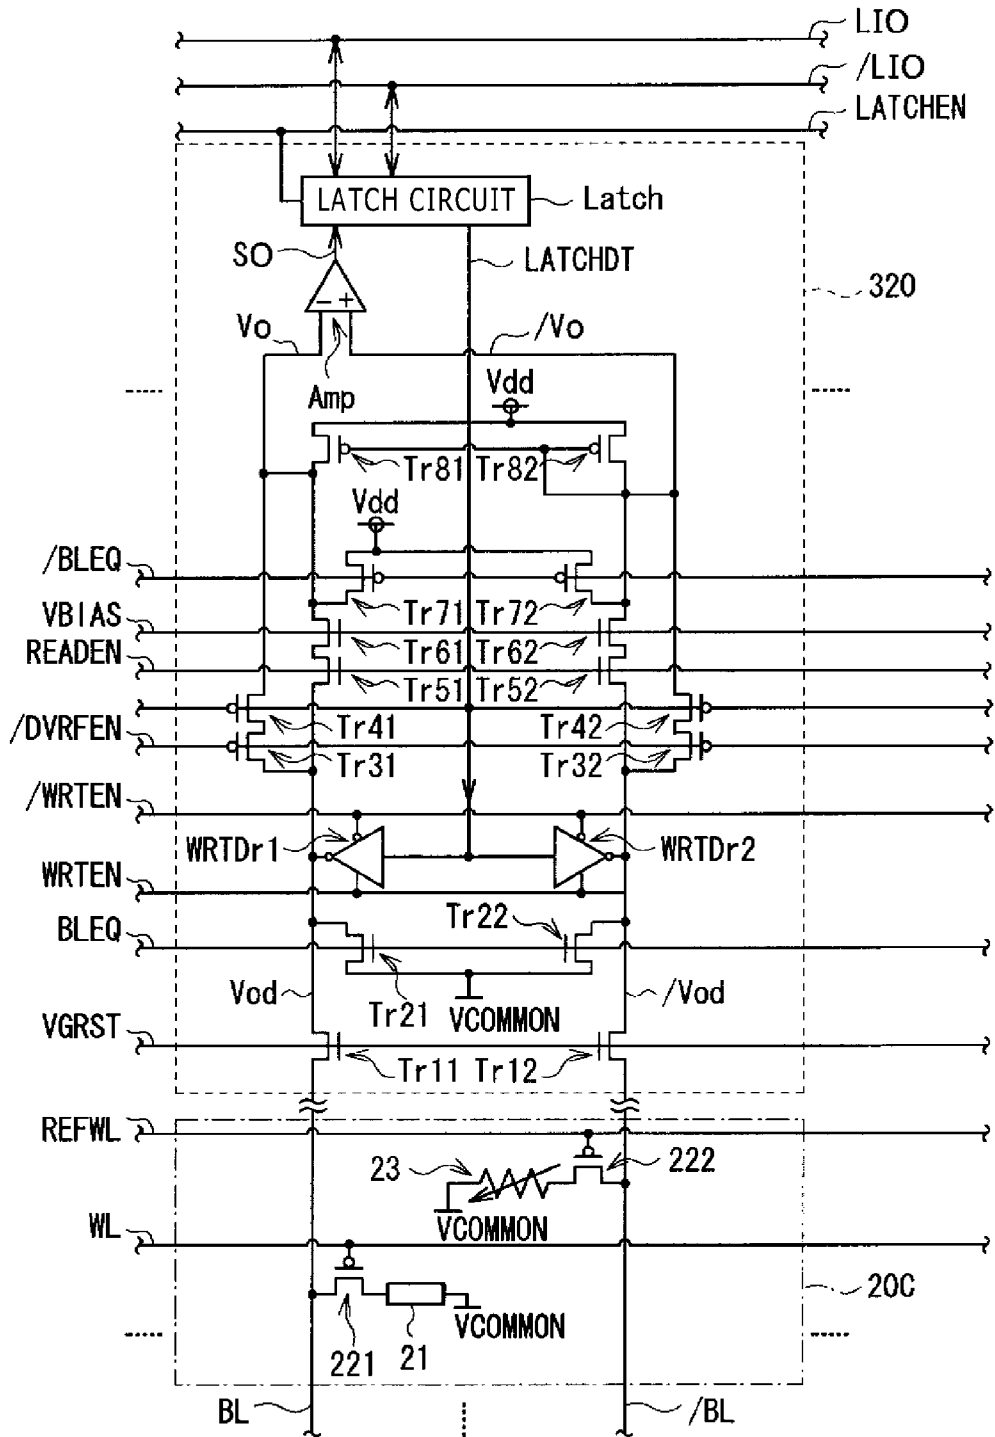 LIO
/LIO
LATCHEN
LATCH CIRCUIT
Latch
SO
LATCHDT
320
- +
Vo
/Vo
Amp
Vdd
Tr81 Tr82
Vdd
/BLEQ
Tr71 Tr72
VBIAS
Tr61 Tr62
READEN
Tr51 Tr52
Tr41 Tr42
/DVRFEN
Tr31 Tr32
/WRTEN
WRTDr1 WRTDr2
WRTEN
Tr22
BLEQ
Vod
/Vod
Tr21 VCOMMON
VGRST
Tr11 Tr12
REFWL
23
222
VCOMMON
WL
20C
VCOMMON
221 21
BL
/BL